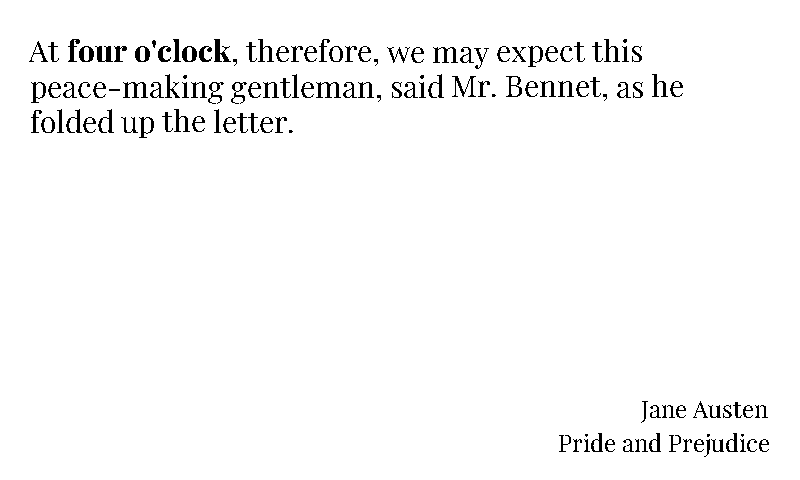 At four o'clock, therefore, we may expect this
peace-making gentleman, said Mr. Bennet, as he
folded up the letter.
Jane Austen
Pride and Prejudice